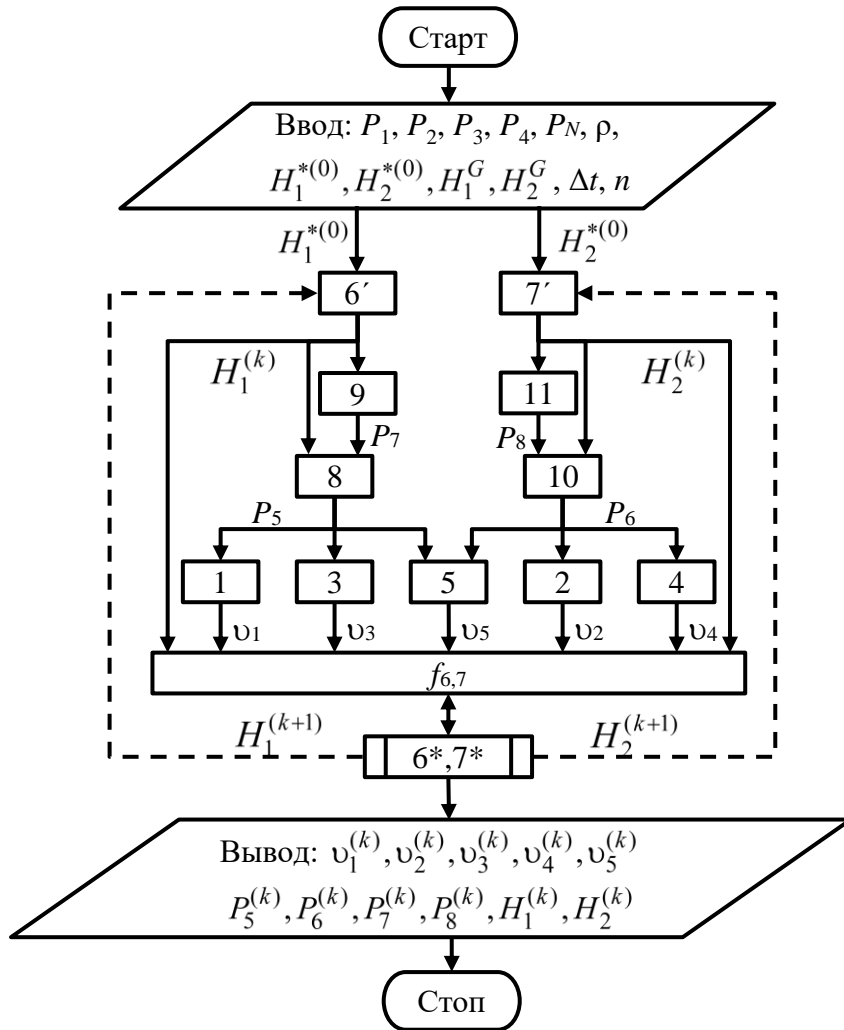 Старт
Ввод: P₁, P₂, P₃, P₄, P_N, ρ,
H₁*⁽⁰⁾, H₂*⁽⁰⁾, H₁ᴳ, H₂ᴳ, Δt, n
H₁*⁽⁰⁾ H₂*⁽⁰⁾
6′ 7′
H₁⁽ᵏ⁾ H₂⁽ᵏ⁾
9 11
P₇ P₈
8 10
P₅ P₆
1 3 5 2 4
υ₁ υ₃ υ₅ υ₂ υ₄
f₆,₇
H₁⁽ᵏ⁺¹⁾ H₂⁽ᵏ⁺¹⁾
6*,7*
Вывод: υ₁⁽ᵏ⁾, υ₂⁽ᵏ⁾, υ₃⁽ᵏ⁾, υ₄⁽ᵏ⁾, υ₅⁽ᵏ⁾
P₅⁽ᵏ⁾, P₆⁽ᵏ⁾, P₇⁽ᵏ⁾, P₈⁽ᵏ⁾, H₁⁽ᵏ⁾, H₂⁽ᵏ⁾
Стоп